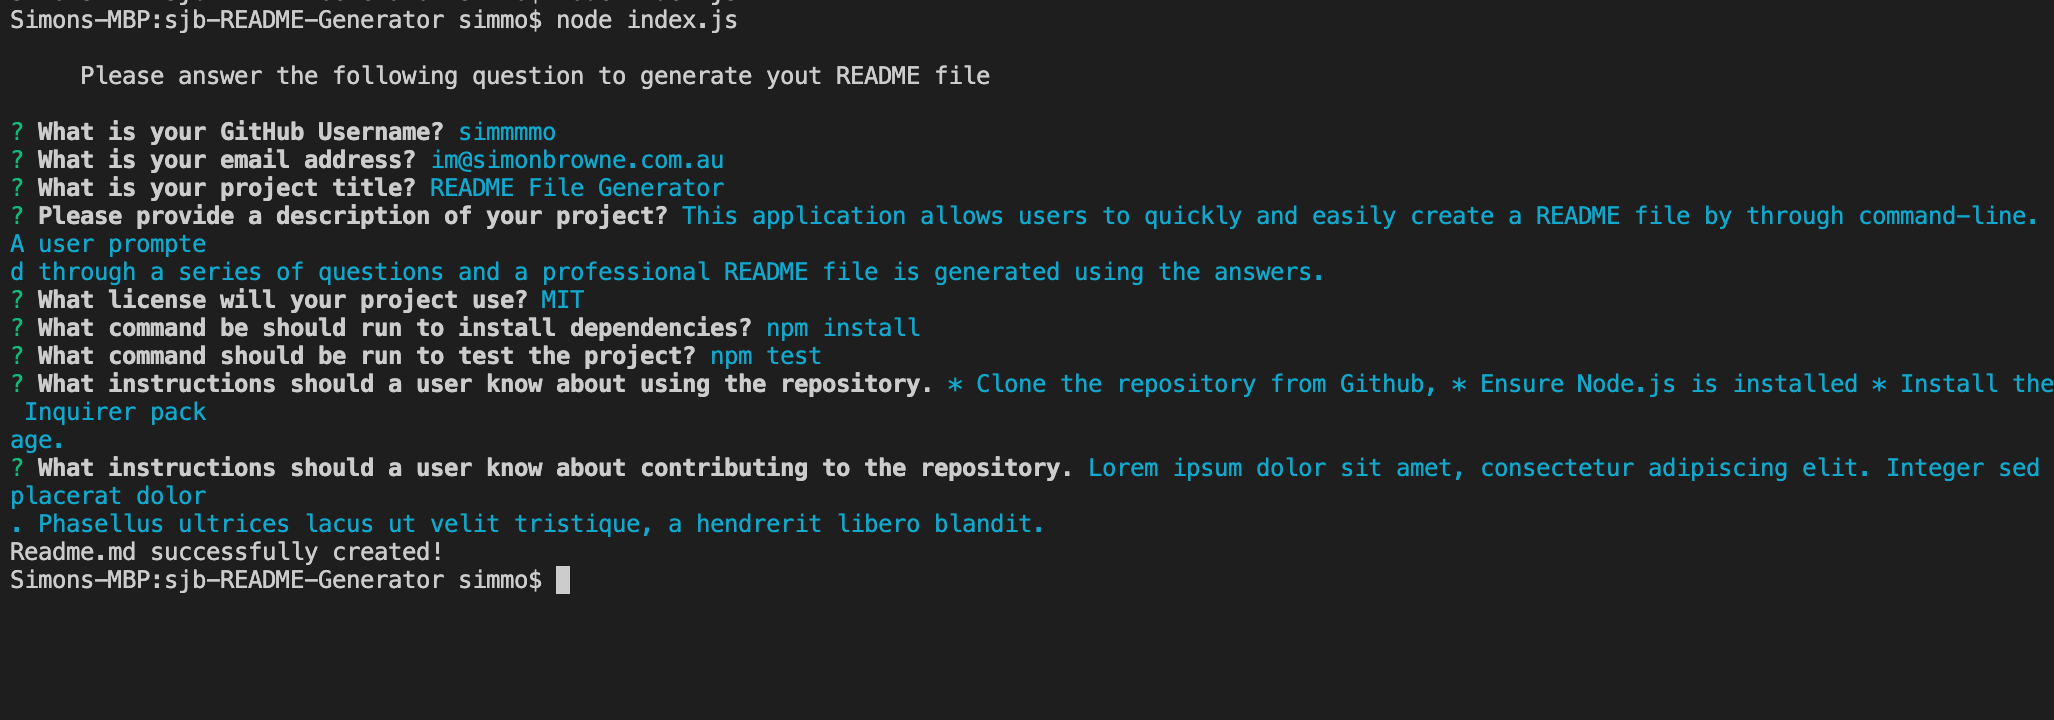 Simons-MBP:sjb-README-Generator simmo$ node index.js
Please answer the following question to generate yout README file
? What is your GitHub Username? simmmmo
? What is your email address? im@simonbrowne.com.au
? What is your project title? README File Generator
? Please provide a description of your project? This application allows users to quickly and easily create a README file by through command-line.
A user prompte
d through a series of questions and a professional README file is generated using the answers.
? What license will your project use? MIT
? What command be should run to install dependencies? npm install
? What command should be run to test the project? npm test
? What instructions should a user know about using the repository. * Clone the repository from Github, * Ensure Node.js is installed * Install the
Inquirer pack
age.
? What instructions should a user know about contributing to the repository. Lorem ipsum dolor sit amet, consectetur adipiscing elit. Integer sed
placerat dolor
. Phasellus ultrices lacus ut velit tristique, a hendrerit libero blandit.
Readme.md successfully created!
Simons-MBP:sjb-README-Generator simmo$